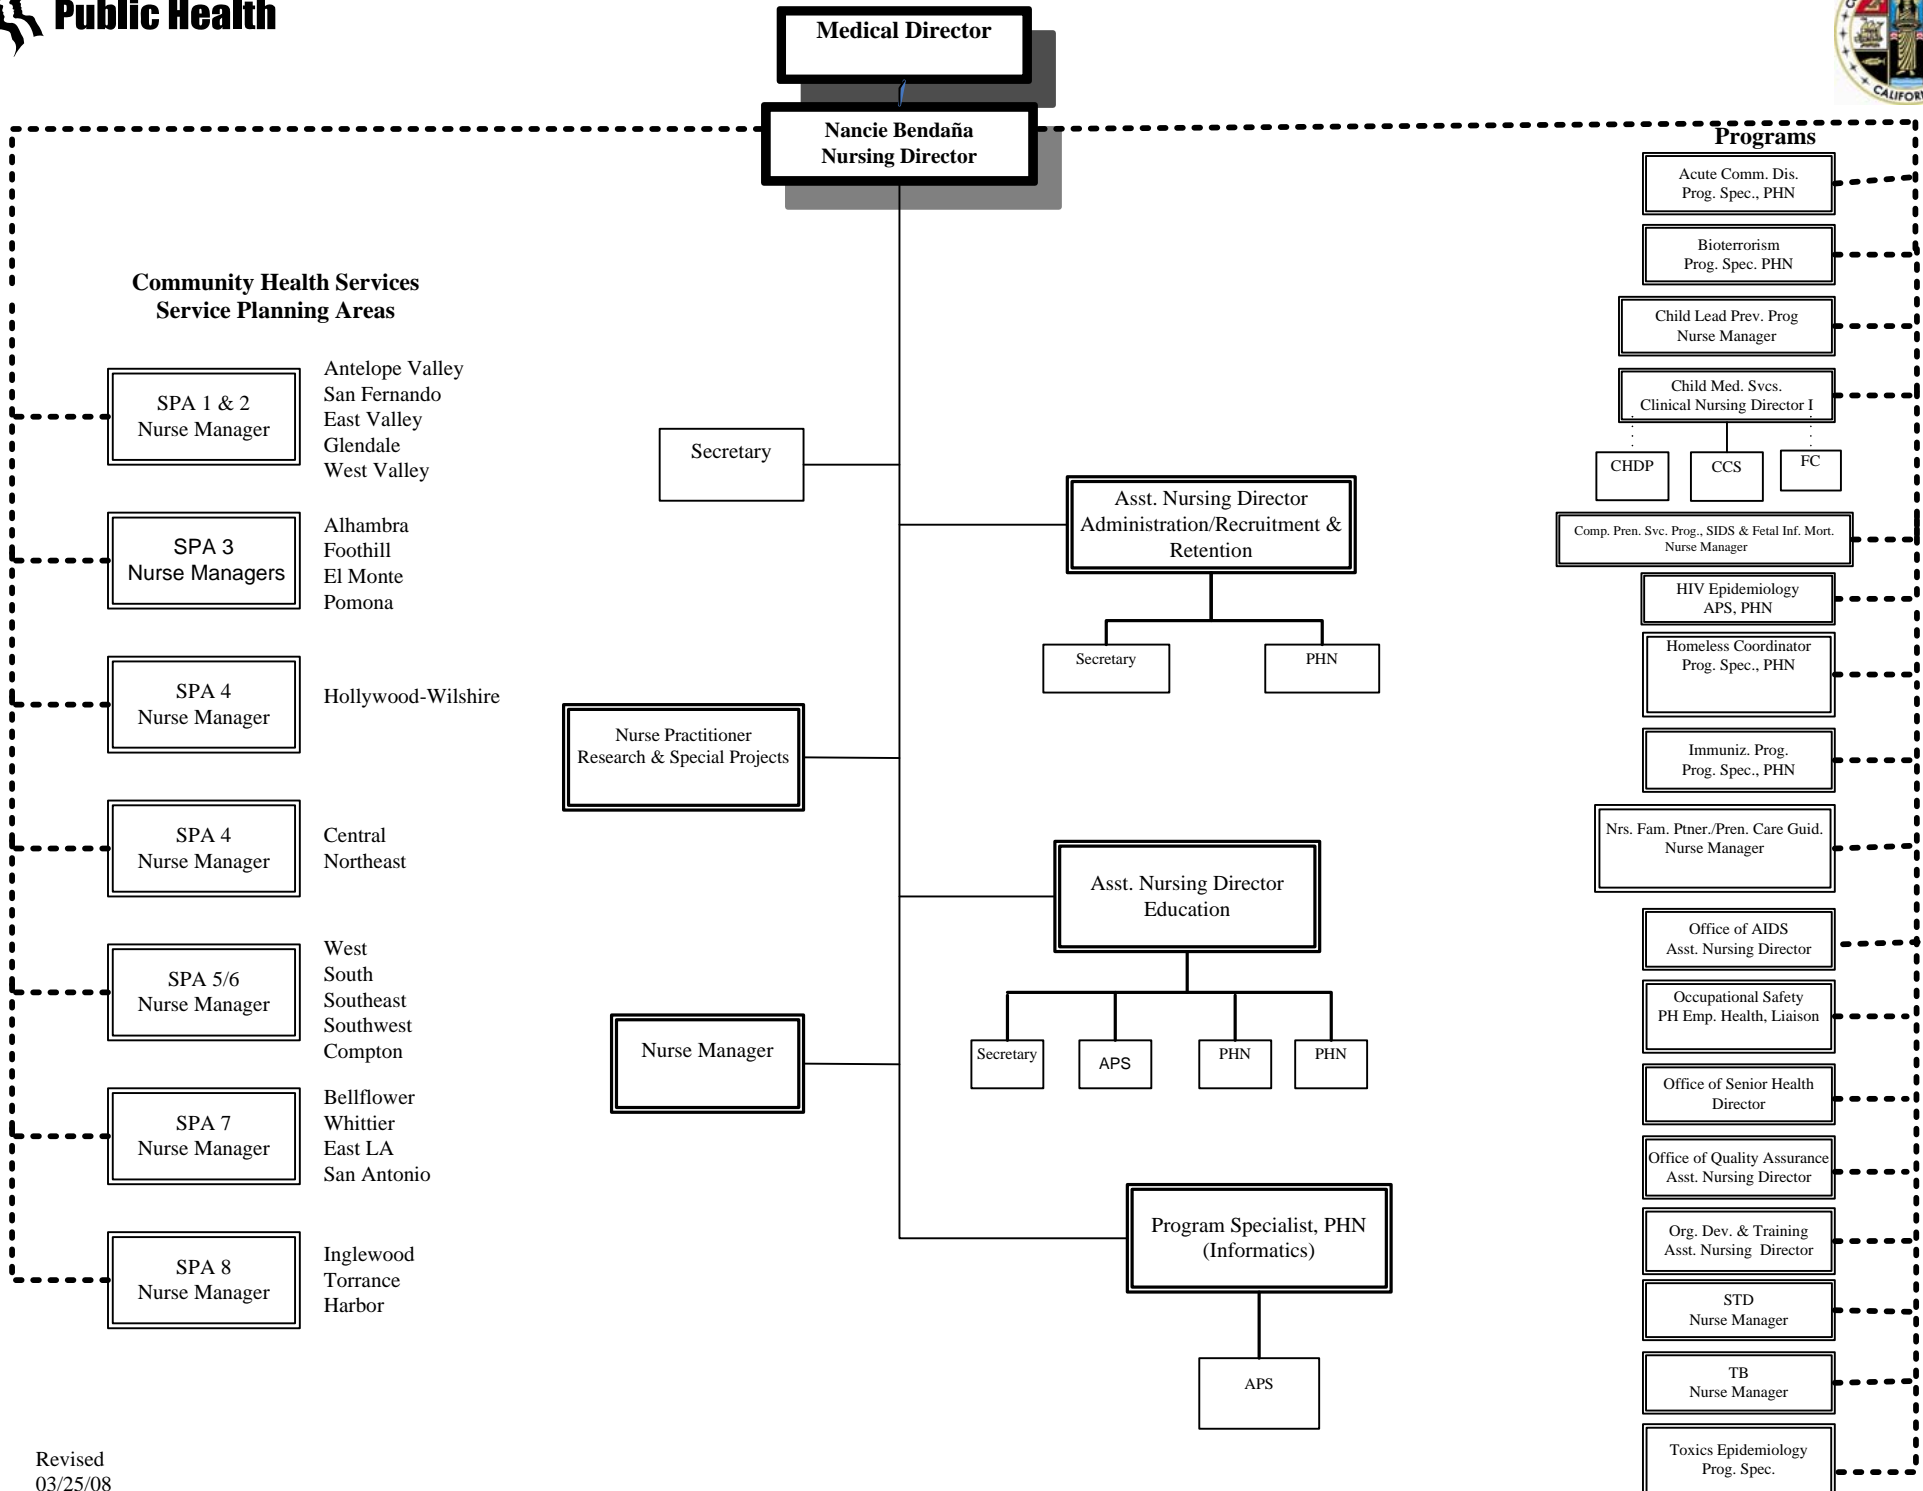 Public Health
Medical Director
CALIFOR
Nancie Bendaña
Nursing Director
Programs
Community Health Services
Service Planning Areas
SPA 1 & 2
Nurse Manager
Antelope Valley
San Fernando
East Valley
Glendale
West Valley
SPA 3
Nurse Managers
Alhambra
Foothill
El Monte
Pomona
SPA 4
Nurse Manager
Hollywood-Wilshire
SPA 4
Nurse Manager
Central
Northeast
SPA 5/6
Nurse Manager
West
South
Southeast
Southwest
Compton
SPA 7
Nurse Manager
Bellflower
Whittier
East LA
San Antonio
SPA 8
Nurse Manager
Inglewood
Torrance
Harbor
Secretary
Asst. Nursing Director
Administration/Recruitment &
Retention
Secretary
PHN
Nurse Practitioner
Research & Special Projects
Asst. Nursing Director
Education
Secretary
APS
PHN
PHN
Nurse Manager
Program Specialist, PHN
(Informatics)
APS
Acute Comm. Dis.
Prog. Spec., PHN
Bioterrorism
Prog. Spec. PHN
Child Lead Prev. Prog
Nurse Manager
Child Med. Svcs.
Clinical Nursing Director I
CHDP
CCS
FC
Comp. Pren. Svc. Prog., SIDS & Fetal Inf. Mort.
Nurse Manager
HIV Epidemiology
APS, PHN
Homeless Coordinator
Prog. Spec., PHN
Immuniz. Prog.
Prog. Spec., PHN
Nrs. Fam. Ptner./Pren. Care Guid.
Nurse Manager
Office of AIDS
Asst. Nursing Director
Occupational Safety
PH Emp. Health, Liaison
Office of Senior Health
Director
Office of Quality Assurance
Asst. Nursing Director
Org. Dev. & Training
Asst. Nursing Director
STD
Nurse Manager
TB
Nurse Manager
Toxics Epidemiology
Prog. Spec.
Revised
03/25/08